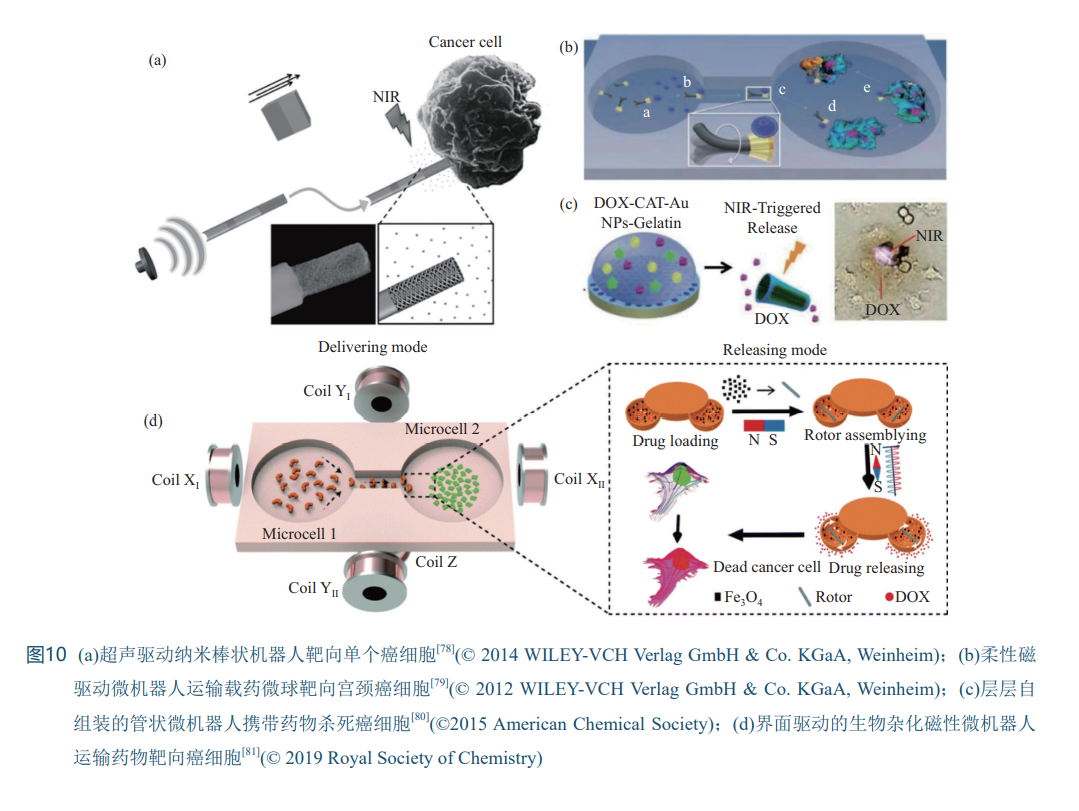 (a)
Cancer cell
NIR
(b)
a
b
c
d
e
(c)
DOX-CAT-Au
NPs-Gelatin
NIR-Triggered
Release
DOX
NIR
DOX
Delivering mode
Releasing mode
(d)
Coil Y_I
Microcell 2
Coil X_I
Coil X_II
Microcell 1
Coil Z
Coil Y_II
Drug loading
N S
Rotor assemblying
N
S
Dead cancer cell
Drug releasing
Fe₃O₄
Rotor
DOX
图10 (a)超声驱动纳米棒状机器人靶向单个癌细胞[78](© 2014 WILEY-VCH Verlag GmbH & Co. KGaA, Weinheim)；(b)柔性磁
驱动微机器人运输载药微球靶向宫颈癌细胞[79](© 2012 WILEY-VCH Verlag GmbH & Co. KGaA, Weinheim)；(c)层层自
组装的管状微机器人携带药物杀死癌细胞[80](©2015 American Chemical Society)；(d)界面驱动的生物杂化磁性微机器人
运输药物靶向癌细胞[81](© 2019 Royal Society of Chemistry)